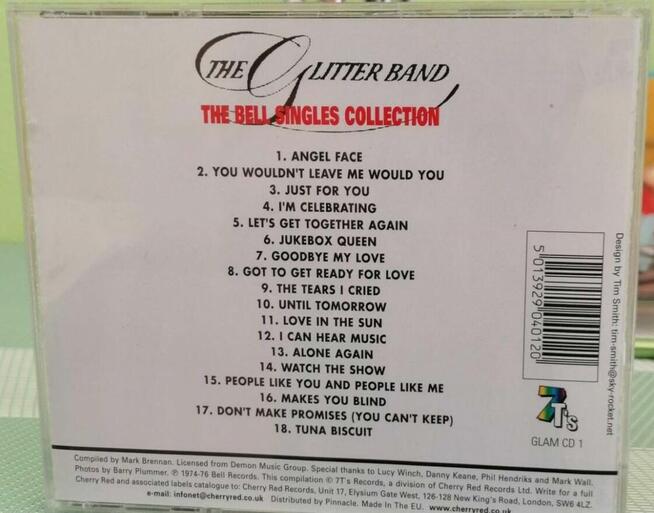 THE GLITTER BAND
THE BELL SINGLES COLLECTION
1. ANGEL FACE
2. YOU WOULDN'T LEAVE ME WOULD YOU
3. JUST FOR YOU
4. I'M CELEBRATING
5. LET'S GET TOGETHER AGAIN
6. JUKEBOX QUEEN
7. GOODBYE MY LOVE
8. GOT TO GET READY FOR LOVE
9. THE TEARS I CRIED
10. UNTIL TOMORROW
11. LOVE IN THE SUN
12. I CAN HEAR MUSIC
13. ALONE AGAIN
14. WATCH THE SHOW
15. PEOPLE LIKE YOU AND PEOPLE LIKE ME
16. MAKES YOU BLIND
17. DON'T MAKE PROMISES (YOU CAN'T KEEP)
18. TUNA BISCUIT
5 013929 040120
Design by Tim Smith: tim-smith@sky-rocket.net
7T's
GLAM CD 1
Compiled by Mark Brennan. Licensed from Demon Music Group. Special thanks to Lucy Winch, Danny Keane, Phil Hendriks and Mark Wall.
Photos by Barry Plummer. ℗ 1974-76 Bell Records. This compilation © 7T's Records, a division of Cherry Red Records Ltd. Write for a full
Cherry Red and associated labels catalogue to: Cherry Red Records, Unit 17, Elysium Gate West, 126-128 New King's Road, London, SW6 4LZ.
e-mail: infonet@cherryred.co.uk Distributed by Pinnacle. Made In The EU. www.cherryred.co.uk